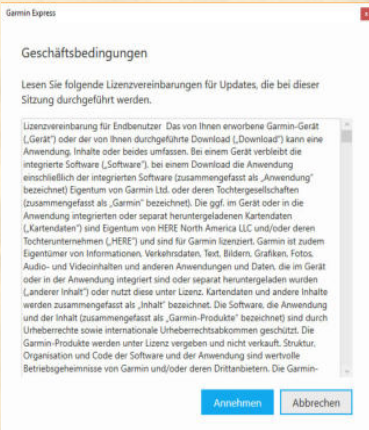 Garmin Express
Geschäftsbedingungen
Lesen Sie folgende Lizenzvereinbarungen für Updates, die bei dieser
Sitzung durchgeführt werden.
Lizenzvereinbarung für Endbenutzer Das von Ihnen erworbene Garmin-Gerät
(„Gerät“) oder der von Ihnen durchgeführte Download („Download“) kann eine
Anwendung, Inhalte oder beides umfassen. Bei einem Gerät verbleibt die
integrierte Software („Software“), bei einem Download die Anwendung
einschließlich der integrierten Software (zusammengefasst als „Anwendung“
bezeichnet) Eigentum von Garmin Ltd. oder deren Tochtergesellschaften
(zusammengefasst als „Garmin“ bezeichnet). Die ggf. im Gerät oder in die
Anwendung integrierten oder separat heruntergeladenen Kartendaten
(„Kartendaten“) sind Eigentum von HERE North America LLC und/oder deren
Tochterunternehmen („HERE“) und sind für Garmin lizenziert. Garmin ist zudem
Eigentümer von Informationen, Verkehrsdaten, Text, Bildern, Grafiken, Fotos,
Audio- und Videoinhalten und anderen Anwendungen und Daten, die im Gerät
oder in der Anwendung integriert sind oder separat heruntergeladen wurden
(„anderer Inhalt“) oder nutzt diese unter Lizenz. Kartendaten und andere Inhalte
werden zusammengefasst als „Inhalt“ bezeichnet. Die Software, die Anwendung
und der Inhalt (zusammengefasst als „Garmin-Produkte“ bezeichnet) sind durch
Urheberrechte sowie internationale Urheberrechtsabkommen geschützt. Die
Garmin-Produkte werden unter Lizenz vergeben und nicht verkauft. Struktur,
Organisation und Code der Software und der Anwendung sind wertvolle
Betriebsgeheimnisse von Garmin und/oder deren Drittanbietern. Die Garmin-
Annehmen
Abbrechen